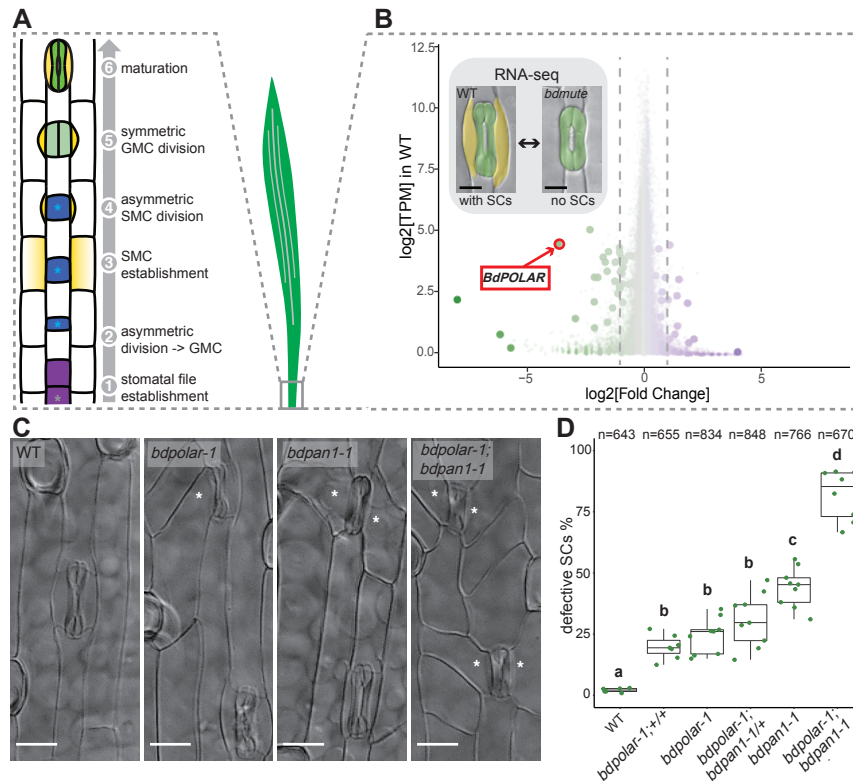 A
6 maturation
5 symmetric
GMC division
4 asymmetric
SMC division
3 SMC
establishment
2 asymmetric
division -> GMC
1 stomatal file
establishment
*
*
*
*
B
12.5
10.0
7.5
5.0
2.5
0.0
log2[TPM] in WT
RNA-seq
WT
bdmute
with SCs
no SCs
BdPOLAR
−5
0
5
log2[Fold Change]
C
WT
bdpolar-1
*
bdpan1-1
*
*
bdpolar-1;
bdpan1-1
*
*
*
*
D
n=643 n=655 n=834 n=848 n=766 n=670
100
75
50
25
0
defective SCs %
a
b
b
b
c
d
WT
bdpolar-1;+/+
bdpolar-1
bdpolar-1;
bdpan1-1/+
bdpan1-1
bdpolar-1;
bdpan1-1